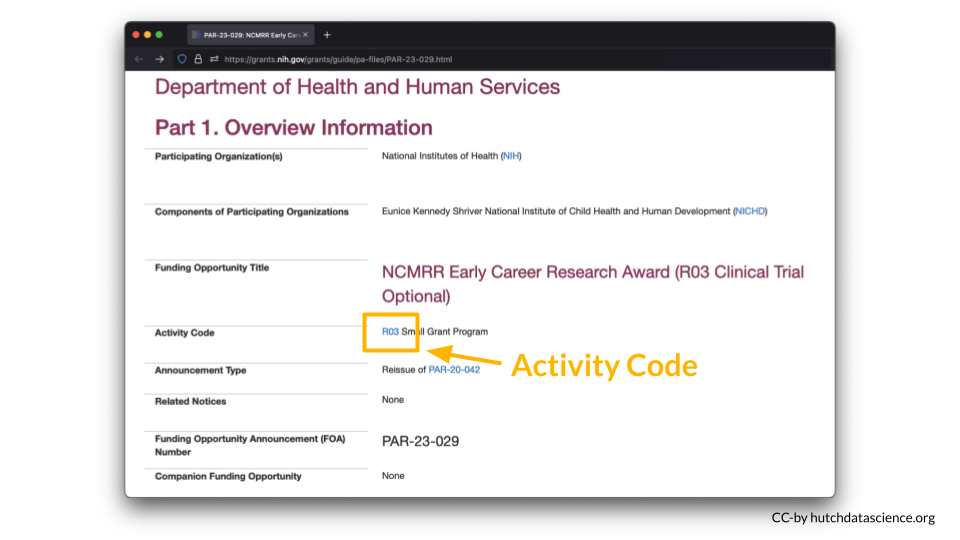 PAR-23-029: NCMRR Early Care
https://grants.nih.gov/grants/guide/pa-files/PAR-23-029.html
Department of Health and Human Services
Part 1. Overview Information
Participating Organization(s) National Institutes of Health (NIH)
Components of Participating Organizations Eunice Kennedy Shriver National Institute of Child Health and Human Development (NICHD)
Funding Opportunity Title NCMRR Early Career Research Award (R03 Clinical Trial
Optional)
Activity Code R03 Small Grant Program
Activity Code
Announcement Type Reissue of PAR-20-042
Related Notices None
Funding Opportunity Announcement (FOA)
Number
PAR-23-029
Companion Funding Opportunity None
CC-by hutchdatascience.org